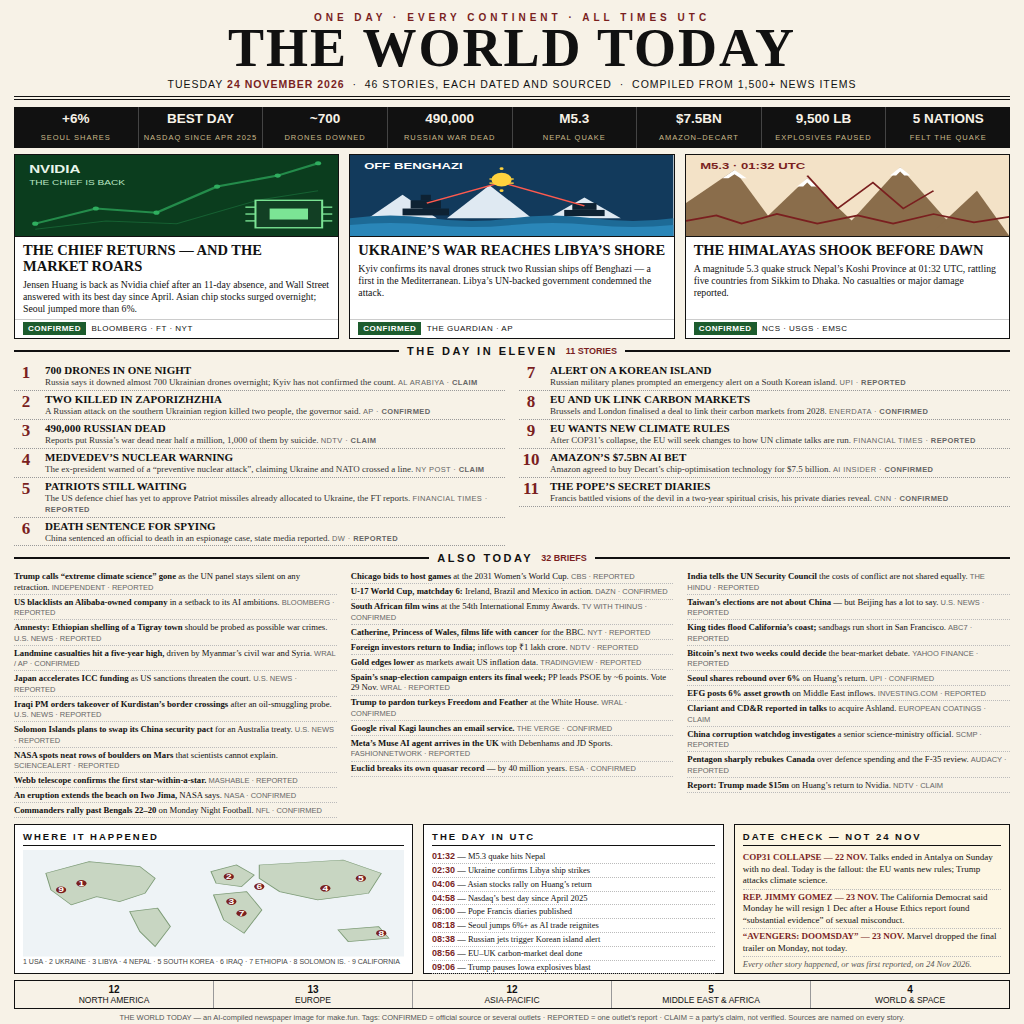 ONE DAY · EVERY CONTINENT · ALL TIMES UTC
THE WORLD TODAY
TUESDAY 24 NOVEMBER 2026 · 46 STORIES, EACH DATED AND SOURCED · COMPILED FROM 1,500+ NEWS ITEMS
+6%
SEOUL SHARES
BEST DAY
NASDAQ SINCE APR 2025
~700
DRONES DOWNED
490,000
RUSSIAN WAR DEAD
M5.3
NEPAL QUAKE
$7.5BN
AMAZON–DECART
9,500 LB
EXPLOSIVES PAUSED
5 NATIONS
FELT THE QUAKE
NVIDIA
THE CHIEF IS BACK
THE CHIEF RETURNS — AND THE
MARKET ROARS
Jensen Huang is back as Nvidia chief after an 11-day absence, and Wall Street
answered with its best day since April. Asian chip stocks surged overnight;
Seoul jumped more than 6%.
CONFIRMED BLOOMBERG · FT · NYT
OFF BENGHAZI
UKRAINE’S WAR REACHES LIBYA’S SHORE
Kyiv confirms its naval drones struck two Russian ships off Benghazi — a
first in the Mediterranean. Libya’s UN-backed government condemned the
attack.
CONFIRMED THE GUARDIAN · AP
M5.3 · 01:32 UTC
THE HIMALAYAS SHOOK BEFORE DAWN
A magnitude 5.3 quake struck Nepal’s Koshi Province at 01:32 UTC, rattling
five countries from Sikkim to Dhaka. No casualties or major damage
reported.
CONFIRMED NCS · USGS · EMSC
THE DAY IN ELEVEN 11 STORIES
1 700 DRONES IN ONE NIGHT
Russia says it downed almost 700 Ukrainian drones overnight; Kyiv has not confirmed the count. AL ARABIYA · CLAIM
2 TWO KILLED IN ZAPORIZHZHIA
A Russian attack on the southern Ukrainian region killed two people, the governor said. AP · CONFIRMED
3 490,000 RUSSIAN DEAD
Reports put Russia’s war dead near half a million, 1,000 of them by suicide. NDTV · CLAIM
4 MEDVEDEV’S NUCLEAR WARNING
The ex-president warned of a “preventive nuclear attack”, claiming Ukraine and NATO crossed a line. NY POST · CLAIM
5 PATRIOTS STILL WAITING
The US defence chief has yet to approve Patriot missiles already allocated to Ukraine, the FT reports. FINANCIAL TIMES ·
REPORTED
6 DEATH SENTENCE FOR SPYING
China sentenced an official to death in an espionage case, state media reported. DW · REPORTED
7 ALERT ON A KOREAN ISLAND
Russian military planes prompted an emergency alert on a South Korean island. UPI · REPORTED
8 EU AND UK LINK CARBON MARKETS
Brussels and London finalised a deal to link their carbon markets from 2028. ENERDATA · CONFIRMED
9 EU WANTS NEW CLIMATE RULES
After COP31’s collapse, the EU will seek changes to how UN climate talks are run. FINANCIAL TIMES · REPORTED
10 AMAZON’S $7.5BN AI BET
Amazon agreed to buy Decart’s chip-optimisation technology for $7.5 billion. AI INSIDER · CONFIRMED
11 THE POPE’S SECRET DIARIES
Francis battled visions of the devil in a two-year spiritual crisis, his private diaries reveal. CNN · CONFIRMED
ALSO TODAY 32 BRIEFS
Trump calls “extreme climate science” gone as the UN panel stays silent on any
retraction. INDEPENDENT · REPORTED
US blacklists an Alibaba-owned company in a setback to its AI ambitions. BLOOMBERG ·
REPORTED
Amnesty: Ethiopian shelling of a Tigray town should be probed as possible war crimes.
U.S. NEWS · REPORTED
Landmine casualties hit a five-year high, driven by Myanmar’s civil war and Syria. WRAL
/ AP · CONFIRMED
Japan accelerates ICC funding as US sanctions threaten the court. U.S. NEWS ·
REPORTED
Iraqi PM orders takeover of Kurdistan’s border crossings after an oil-smuggling probe.
U.S. NEWS · REPORTED
Solomon Islands plans to swap its China security pact for an Australia treaty. U.S. NEWS
· REPORTED
NASA spots neat rows of boulders on Mars that scientists cannot explain.
SCIENCEALERT · REPORTED
Webb telescope confirms the first star-within-a-star. MASHABLE · REPORTED
An eruption extends the beach on Iwo Jima, NASA says. NASA · CONFIRMED
Commanders rally past Bengals 22–20 on Monday Night Football. NFL · CONFIRMED
Chicago bids to host games at the 2031 Women’s World Cup. CBS · REPORTED
U-17 World Cup, matchday 6: Ireland, Brazil and Mexico in action. DAZN · CONFIRMED
South African film wins at the 54th International Emmy Awards. TV WITH THINUS ·
CONFIRMED
Catherine, Princess of Wales, films life with cancer for the BBC. NYT · REPORTED
Foreign investors return to India; inflows top ₹1 lakh crore. NDTV · REPORTED
Gold edges lower as markets await US inflation data. TRADINGVIEW · REPORTED
Spain’s snap-election campaign enters its final week; PP leads PSOE by ~6 points. Vote
29 Nov. WRAL · REPORTED
Trump to pardon turkeys Freedom and Feather at the White House. WRAL ·
CONFIRMED
Google rival Kagi launches an email service. THE VERGE · CONFIRMED
Meta’s Muse AI agent arrives in the UK with Debenhams and JD Sports.
FASHIONNETWORK · REPORTED
Euclid breaks its own quasar record — by 40 million years. ESA · CONFIRMED
India tells the UN Security Council the costs of conflict are not shared equally. THE
HINDU · REPORTED
Taiwan’s elections are not about China — but Beijing has a lot to say. U.S. NEWS ·
REPORTED
King tides flood California’s coast; sandbags run short in San Francisco. ABC7 ·
REPORTED
Bitcoin’s next two weeks could decide the bear-market debate. YAHOO FINANCE ·
REPORTED
Seoul shares rebound over 6% on Huang’s return. UPI · CONFIRMED
EFG posts 6% asset growth on Middle East inflows. INVESTING.COM · REPORTED
Clariant and CD&R reported in talks to acquire Ashland. EUROPEAN COATINGS ·
CLAIM
China corruption watchdog investigates a senior science-ministry official. SCMP ·
REPORTED
Pentagon sharply rebukes Canada over defence spending and the F-35 review. AUDACY ·
REPORTED
Report: Trump made $15m on Huang’s return to Nvidia. NDTV · CLAIM
WHERE IT HAPPENED
9 1 2 6 4 5 3 7 8
1 USA · 2 UKRAINE · 3 LIBYA · 4 NEPAL · 5 SOUTH KOREA · 6 IRAQ · 7 ETHIOPIA · 8 SOLOMON IS. · 9 CALIFORNIA
THE DAY IN UTC
01:32 — M5.3 quake hits Nepal
02:30 — Ukraine confirms Libya ship strikes
04:06 — Asian stocks rally on Huang’s return
04:58 — Nasdaq’s best day since April 2025
06:00 — Pope Francis diaries published
08:18 — Seoul jumps 6%+ as AI trade reignites
08:38 — Russian jets trigger Korean island alert
08:56 — EU–UK carbon-market deal done
09:06 — Trump pauses Iowa explosives blast
DATE CHECK — NOT 24 NOV
COP31 COLLAPSE — 22 NOV. Talks ended in Antalya on Sunday
with no deal. Today is the fallout: the EU wants new rules; Trump
attacks climate science.
REP. JIMMY GOMEZ — 23 NOV. The California Democrat said
Monday he will resign 1 Dec after a House Ethics report found
“substantial evidence” of sexual misconduct.
“AVENGERS: DOOMSDAY” — 23 NOV. Marvel dropped the final
trailer on Monday, not today.
Every other story happened, or was first reported, on 24 Nov 2026.
12
NORTH AMERICA
13
EUROPE
12
ASIA-PACIFIC
5
MIDDLE EAST & AFRICA
4
WORLD & SPACE
THE WORLD TODAY — an AI-compiled newspaper image for make.fun. Tags: CONFIRMED = official source or several outlets · REPORTED = one outlet’s report · CLAIM = a party’s claim, not verified. Sources are named on every story.